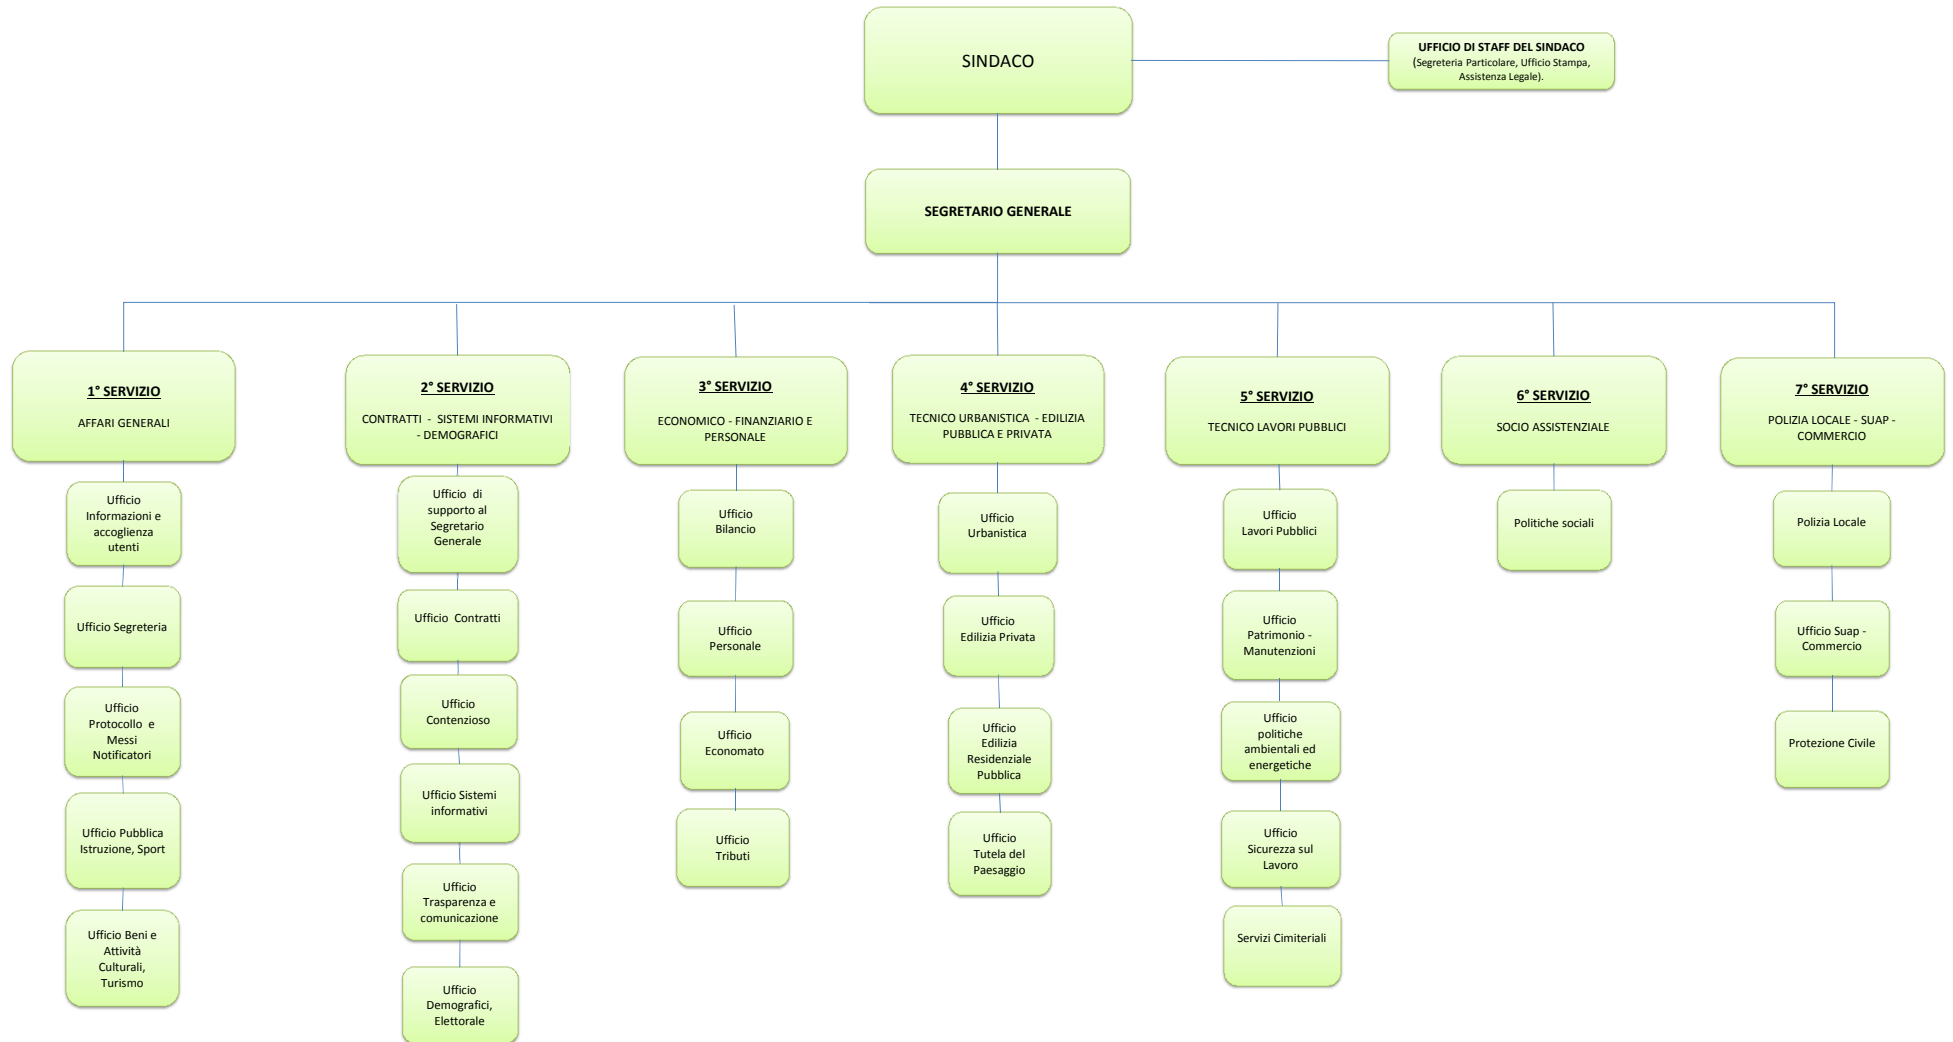 SINDACO
UFFICIO DI STAFF DEL SINDACO
(Segreteria Particolare, Ufficio Stampa,
Assistenza Legale).
SEGRETARIO GENERALE
1° SERVIZIO
AFFARI GENERALI
Ufficio
Informazioni e
accoglienza
utenti
Ufficio Segreteria
Ufficio
Protocollo e
Messi
Notificatori
Ufficio Pubblica
Istruzione, Sport
Ufficio Beni e
Attività
Culturali,
Turismo
2° SERVIZIO
CONTRATTI - SISTEMI INFORMATIVI
- DEMOGRAFICI
Ufficio di
supporto al
Segretario
Generale
Ufficio Contratti
Ufficio
Contenzioso
Ufficio Sistemi
informativi
Ufficio
Trasparenza e
comunicazione
Ufficio
Demografici,
Elettorale
3° SERVIZIO
ECONOMICO - FINANZIARIO E
PERSONALE
Ufficio
Bilancio
Ufficio
Personale
Ufficio
Economato
Ufficio
Tributi
4° SERVIZIO
TECNICO URBANISTICA - EDILIZIA
PUBBLICA E PRIVATA
Ufficio
Urbanistica
Ufficio
Edilizia Privata
Ufficio
Edilizia
Residenziale
Pubblica
Ufficio
Tutela del
Paesaggio
5° SERVIZIO
TECNICO LAVORI PUBBLICI
Ufficio
Lavori Pubblici
Ufficio
Patrimonio -
Manutenzioni
Ufficio
politiche
ambientali ed
energetiche
Ufficio
Sicurezza sul
Lavoro
Servizi Cimiteriali
6° SERVIZIO
SOCIO ASSISTENZIALE
Politiche sociali
7° SERVIZIO
POLIZIA LOCALE - SUAP -
COMMERCIO
Polizia Locale
Ufficio Suap -
Commercio
Protezione Civile